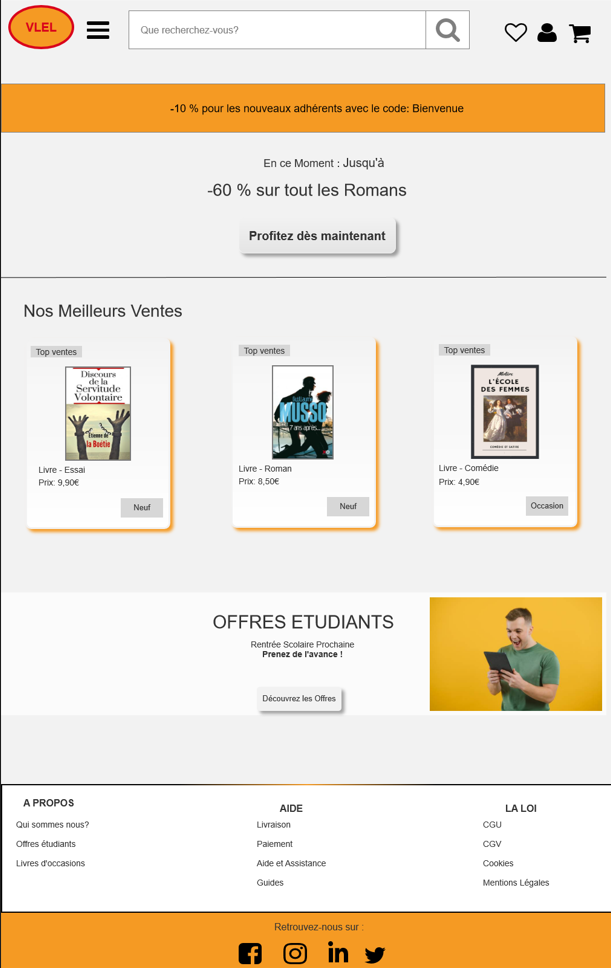 VLEL
Que recherchez-vous?
-10 % pour les nouveaux adhérents avec le code: Bienvenue
En ce Moment : Jusqu'à
-60 % sur tout les Romans
Profitez dès maintenant
Nos Meilleurs Ventes
Top ventes
Discours
de la
Servitude
Volontaire
Etienne de
la Boétie
Livre - Essai
Prix: 9,90€
Neuf
Top ventes
MUSSO
7 ans après...
Livre - Roman
Prix: 8,50€
Neuf
Top ventes
Molière
L'ÉCOLE
DES FEMMES
Livre - Comédie
Prix: 4,90€
Occasion
OFFRES ETUDIANTS
Rentrée Scolaire Prochaine
Prenez de l'avance !
Découvrez les Offres
A PROPOS
Qui sommes nous?
Offres étudiants
Livres d'occasions
AIDE
Livraison
Paiement
Aide et Assistance
Guides
LA LOI
CGU
CGV
Cookies
Mentions Légales
Retrouvez-nous sur :